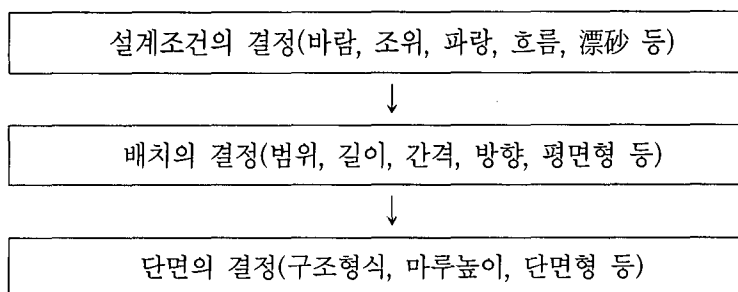 설계조건의 결정(바람, 조위, 파랑, 흐름, 漂砂 등)
↓
배치의 결정(범위, 길이, 간격, 방향, 평면형 등)
↓
단면의 결정(구조형식, 마루높이, 단면형 등)